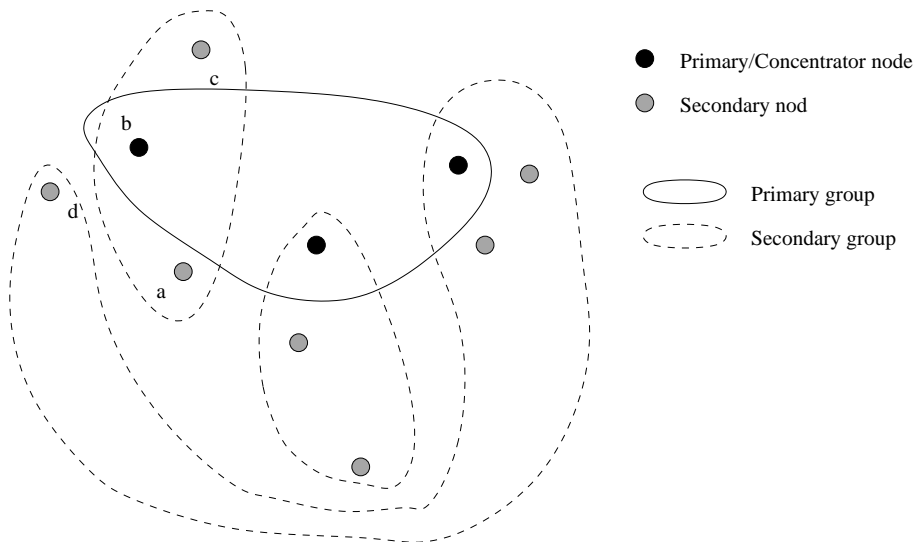 c
b
d
a
Primary/Concentrator node
Secondary nod
Primary group
Secondary group